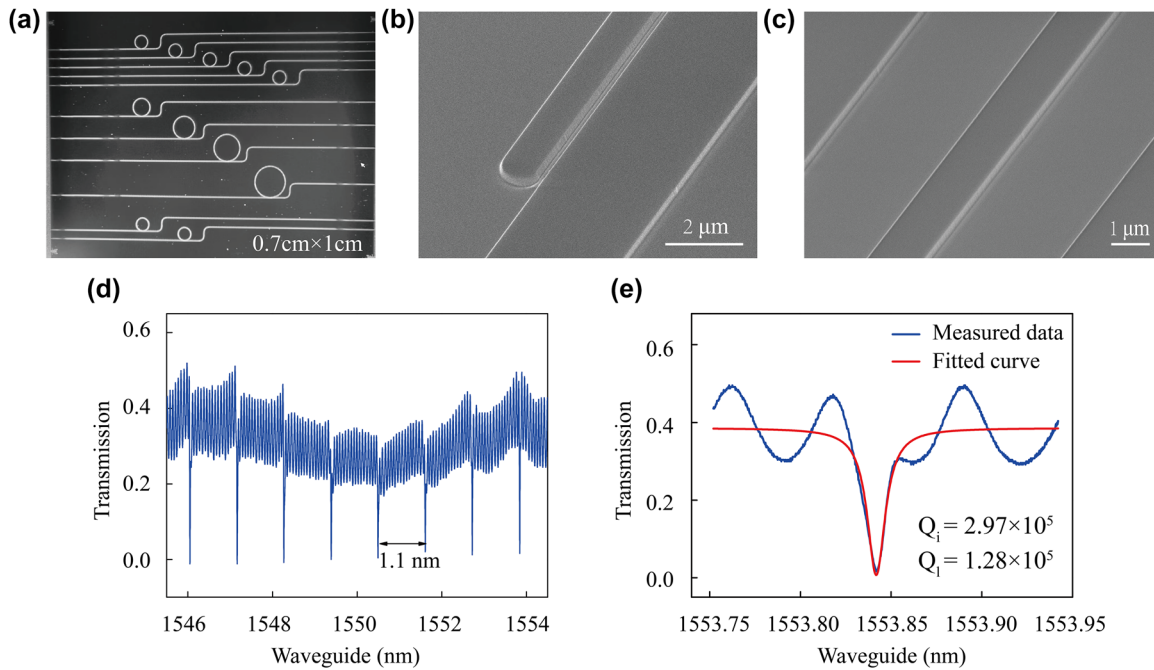 (a)
0.7cm×1cm
(b)
2 μm
(c)
1 μm
(d)
0.6
0.4
0.2
0.0
Transmission
1.1 nm
1546 1548 1550 1552 1554
Waveguide (nm)
(e)
0.6
0.4
0.2
0.0
Transmission
Measured data
Fitted curve
Qi = 2.97×10⁵
Ql = 1.28×10⁵
1553.75 1553.80 1553.85 1553.90 1553.95
Waveguide (nm)